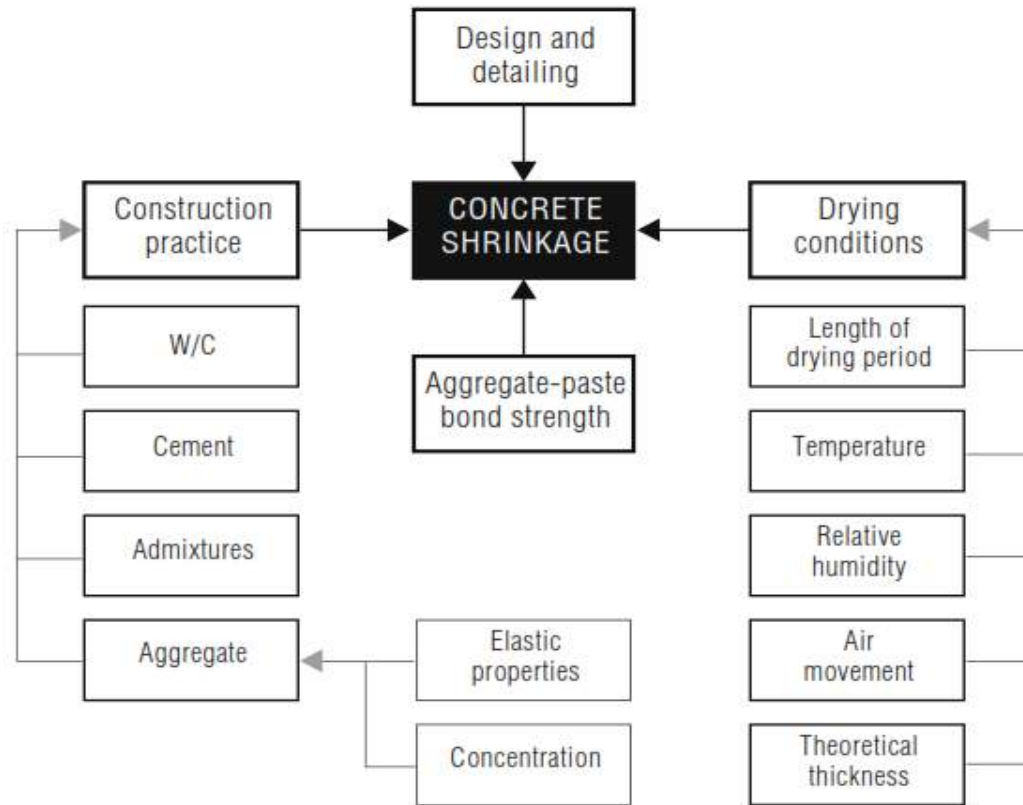 Design and
detailing
Construction
practice
CONCRETE
SHRINKAGE
Drying
conditions
W/C
Aggregate-paste
bond strength
Length of
drying period
Cement
Temperature
Admixtures
Relative
humidity
Aggregate
Elastic
properties
Air
movement
Concentration
Theoretical
thickness